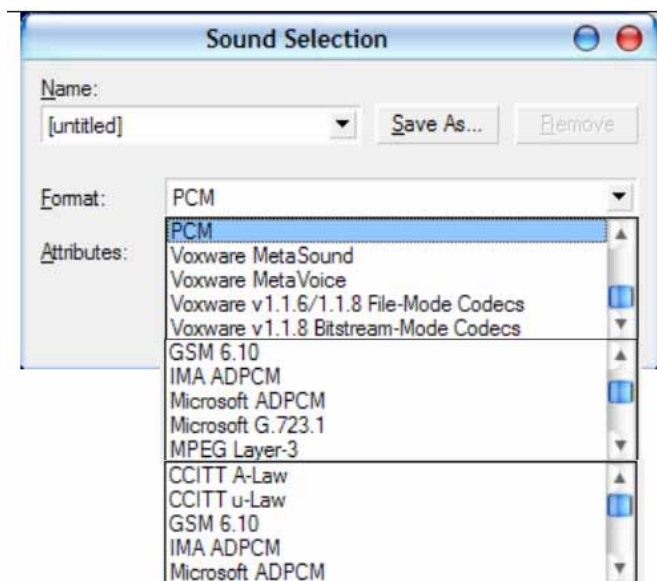 Sound Selection
Name:
[untitled]
Save As...
Remove
Format:
PCM
Attributes:
PCM
Voxware MetaSound
Voxware MetaVoice
Voxware v1.1.6/1.1.8 File-Mode Codecs
Voxware v1.1.8 Bitstream-Mode Codecs
GSM 6.10
IMA ADPCM
Microsoft ADPCM
Microsoft G.723.1
MPEG Layer-3
CCITT A-Law
CCITT u-Law
GSM 6.10
IMA ADPCM
Microsoft ADPCM